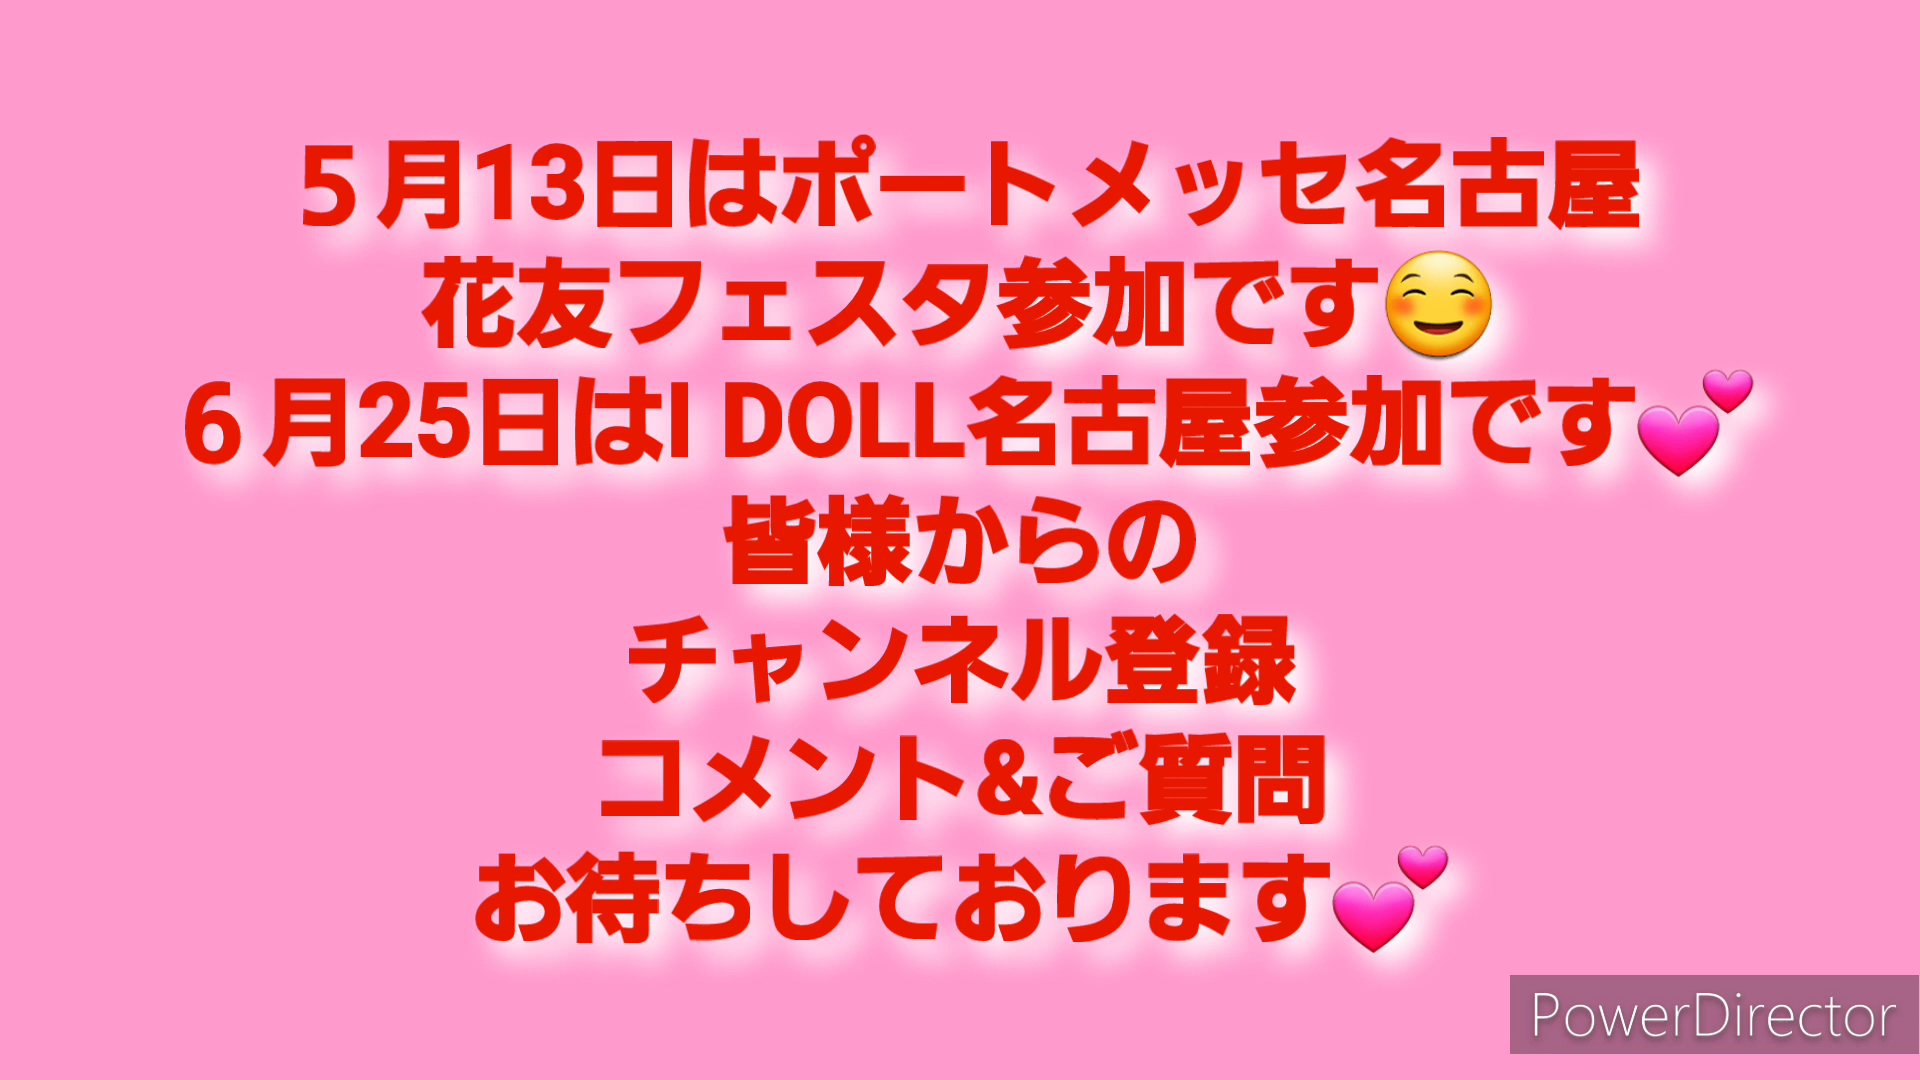 ５月13日はポートメッセ名古屋
花友フェスタ参加です😊
６月25日はI DOLL名古屋参加です💕
皆様からの
チャンネル登録
コメント&ご質問
お待ちしております💕
PowerDirector